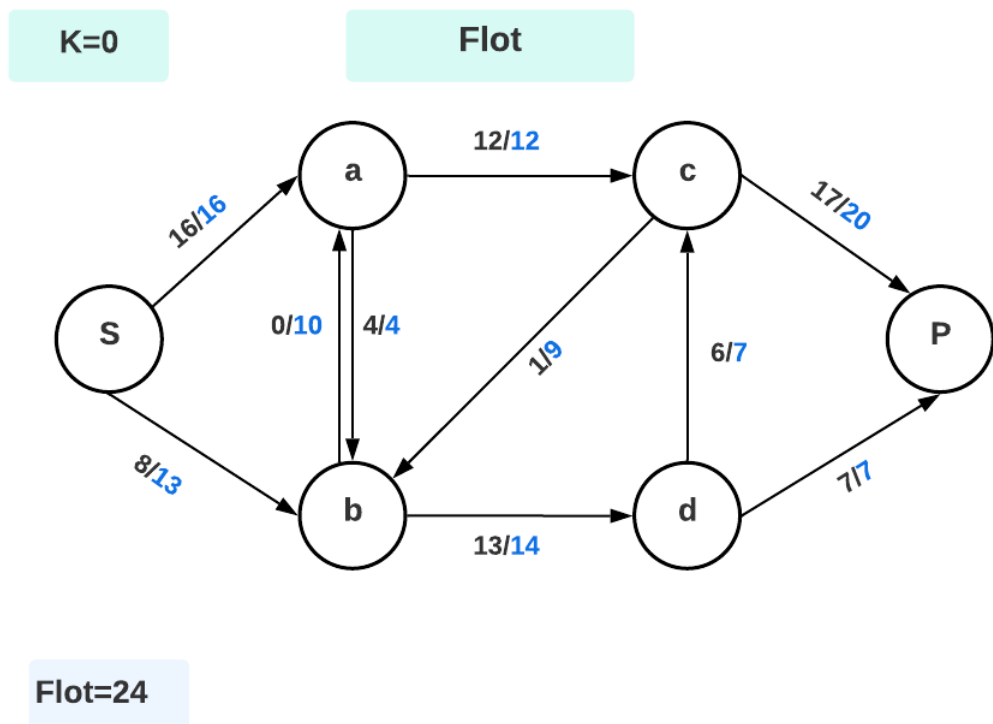 K=0
Flot
12/12
a
c
16/16
17/20
0/10
4/4
S
1/9
6/7
P
8/13
b
d
7/7
13/14
Flot=24